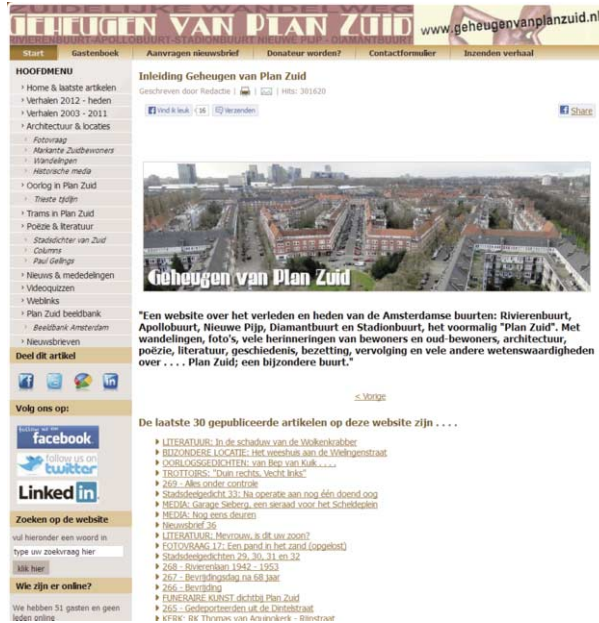 GEHEUGEN VAN PLAN ZUID
www.geheugenvanplanzuid.nl
RIVIERENBUURT-APOLLOBUURT-STADIONBUURT NIEUWE PIJP - DIAMANTBUURT
Start
Gastenboek
Aanvragen nieuwsbrief
Donateur worden?
Contactformulier
Inzenden verhaal
HOOFDMENU
Home & laatste artikelen
Verhalen 2012 - heden
Verhalen 2003 - 2011
Architectuur & locaties
Fotovraag
Markante Zuidbewoners
Wandelingen
Historische media
Oorlog in Plan Zuid
Trieste tijdlijn
Trams in Plan Zuid
Poëzie & literatuur
Stadsdichter van Zuid
Columns
Paul Gellings
Nieuws & mededelingen
Videoquizzen
Weblinks
Plan Zuid beeldbank
Beeldbank Amsterdam
Nieuwsbrieven
Deel dit artikel
Volg ons op:
follow us on
facebook
follow us on
twitter
Linked in
Zoeken op de website
vul hieronder een woord in
type uw zoekvraag hier
klik hier
Wie zijn er online?
We hebben 51 gasten en geen
leden online
Inleiding Geheugen van Plan Zuid
Geschreven door Redactie | | | Hits: 301620
Vind ik leuk 16 Verzenden
Share
Geheugen van Plan Zuid
"Een website over het verleden en heden van de Amsterdamse buurten: Rivierenbuurt,
Apollobuurt, Nieuwe Pijp, Diamantbuurt en Stadionbuurt, het voormalig "Plan Zuid". Met
wandelingen, foto's, vele herinneringen van bewoners en oud-bewoners, architectuur,
poëzie, literatuur, geschiedenis, bezetting, vervolging en vele andere wetenswaardigheden
over . . . . Plan Zuid; een bijzondere buurt."
< Vorige
De laatste 30 gepubliceerde artikelen op deze website zijn . . . .
LITERATUUR: In de schaduw van de Wolkenkrabber
BIJZONDERE LOCATIE: Het weeshuis aan de Wielingenstraat
OORLOGSGEDICHTEN: van Bep van Kuik . . . .
TROTTOIRS: "Duin rechts, Vecht links"
269 - Alles onder controle
Stadsdeelgedicht 33: Na operatie aan nog één doend oog
MEDIA: Garage Sieberg, een sieraad voor het Scheldeplein
MEDIA: Nog eens deuren
Nieuwsbrief 36
LITERATUUR: Mevrouw, is dit uw zoon?
FOTOVRAAG 17: Een pand in het zand (opgelost)
Stadsdeelgedichten 29, 30, 31 en 32
268 - Rivierenlaan 1942 - 1953
267 - Bevrijdingsdag na 68 jaar
266 - Bevrijding
FUNERAIRE KUNST dichtbij Plan Zuid
265 - Gedeporteerden uit de Dintelstraat
KERK: RK Thomas van Aquinokerk - Rijnstraat